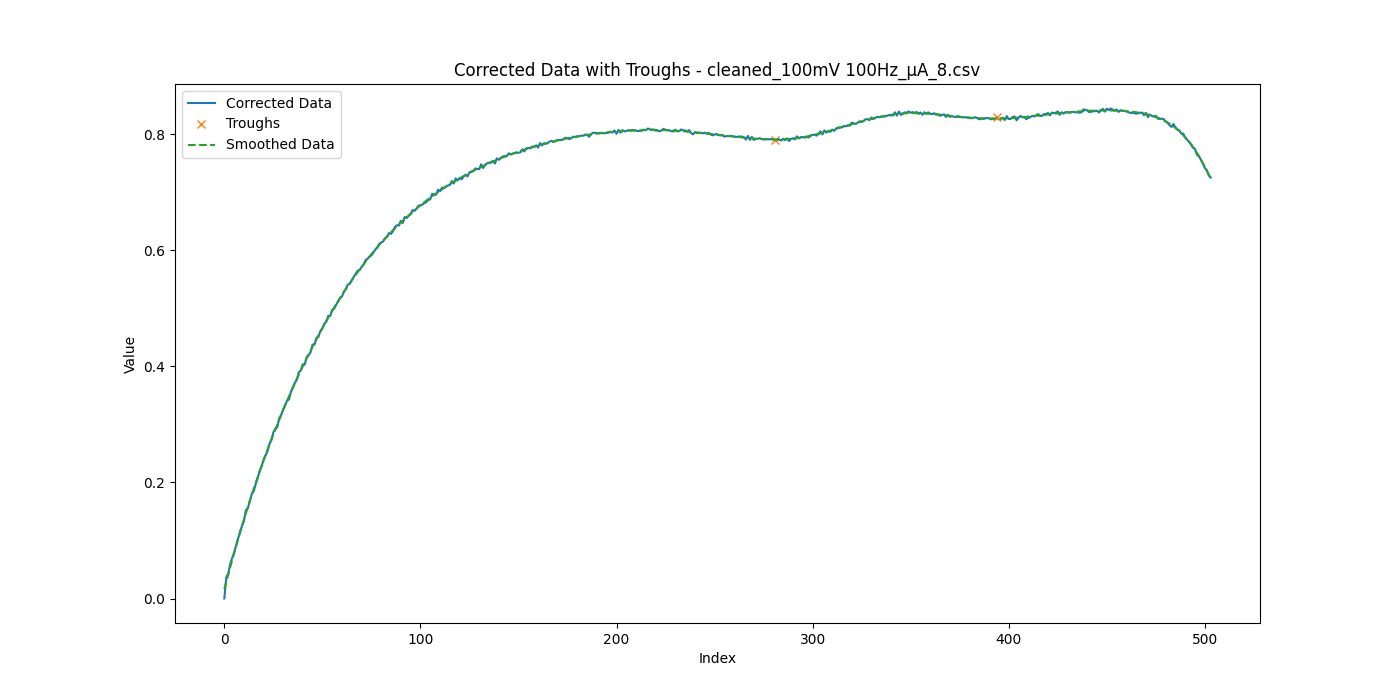 Corrected Data with Troughs - cleaned_100mV 100Hz_µA_8.csv
Corrected Data
Troughs
Smoothed Data
Value
0.8
0.6
0.4
0.2
0.0
0 100 200 300 400 500
Index